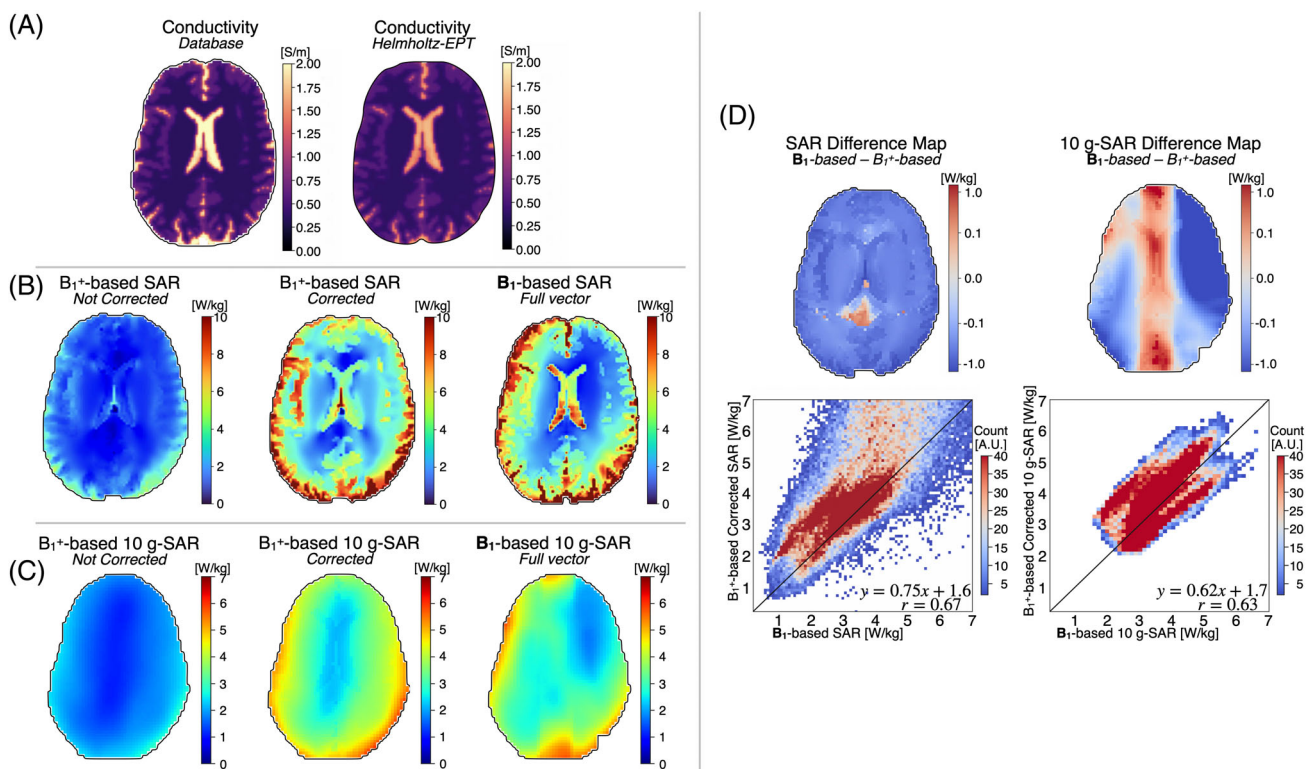 (A)
Conductivity
Database
[S/m]
2.00
1.75
1.50
1.25
1.00
0.75
0.50
0.25
0.00
Conductivity
Helmholtz-EPT
[S/m]
2.00
1.75
1.50
1.25
1.00
0.75
0.50
0.25
0.00
(B)
B₁⁺-based SAR
Not Corrected
[W/kg]
10
8
6
4
2
0
B₁⁺-based SAR
Corrected
[W/kg]
10
8
6
4
2
0
B₁-based SAR
Full vector
[W/kg]
10
8
6
4
2
0
(C)
B₁⁺-based 10 g-SAR
Not Corrected
[W/kg]
7
6
5
4
3
2
1
0
B₁⁺-based 10 g-SAR
Corrected
[W/kg]
7
6
5
4
3
2
1
0
B₁-based 10 g-SAR
Full vector
[W/kg]
7
6
5
4
3
2
1
0
(D)
SAR Difference Map
B₁-based – B₁⁺-based
[W/kg]
1.0
0.1
0.0
-0.1
-1.0
10 g-SAR Difference Map
B₁-based – B₁⁺-based
[W/kg]
1.0
0.1
0.0
-0.1
-1.0
B₁⁺-based Corrected SAR [W/kg]
7
6
5
4
3
2
1
y = 0.75x + 1.6
r = 0.67
1 2 3 4 5 6 7
B₁-based SAR [W/kg]
Count
[A.U.]
40
35
30
25
20
15
10
5
B₁⁺-based Corrected 10 g-SAR [W/kg]
7
6
5
4
3
2
1
y = 0.62x + 1.7
r = 0.63
1 2 3 4 5 6 7
B₁-based 10 g-SAR [W/kg]
Count
[A.U.]
40
35
30
25
20
15
10
5